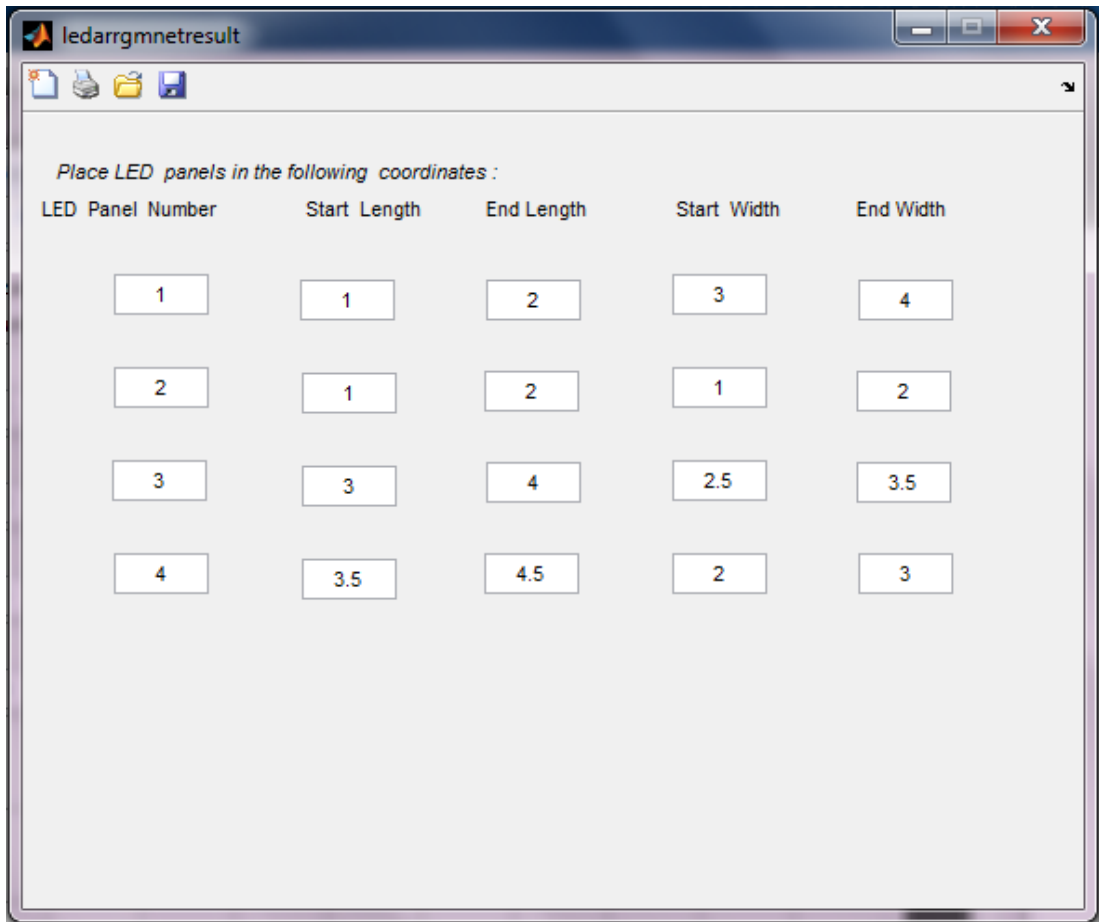 ledarrgmnetresult
Place LED panels in the following coordinates :
LED Panel Number Start Length End Length Start Width End Width
1 1 2 3 4
2 1 2 1 2
3 3 4 2.5 3.5
4 3.5 4.5 2 3